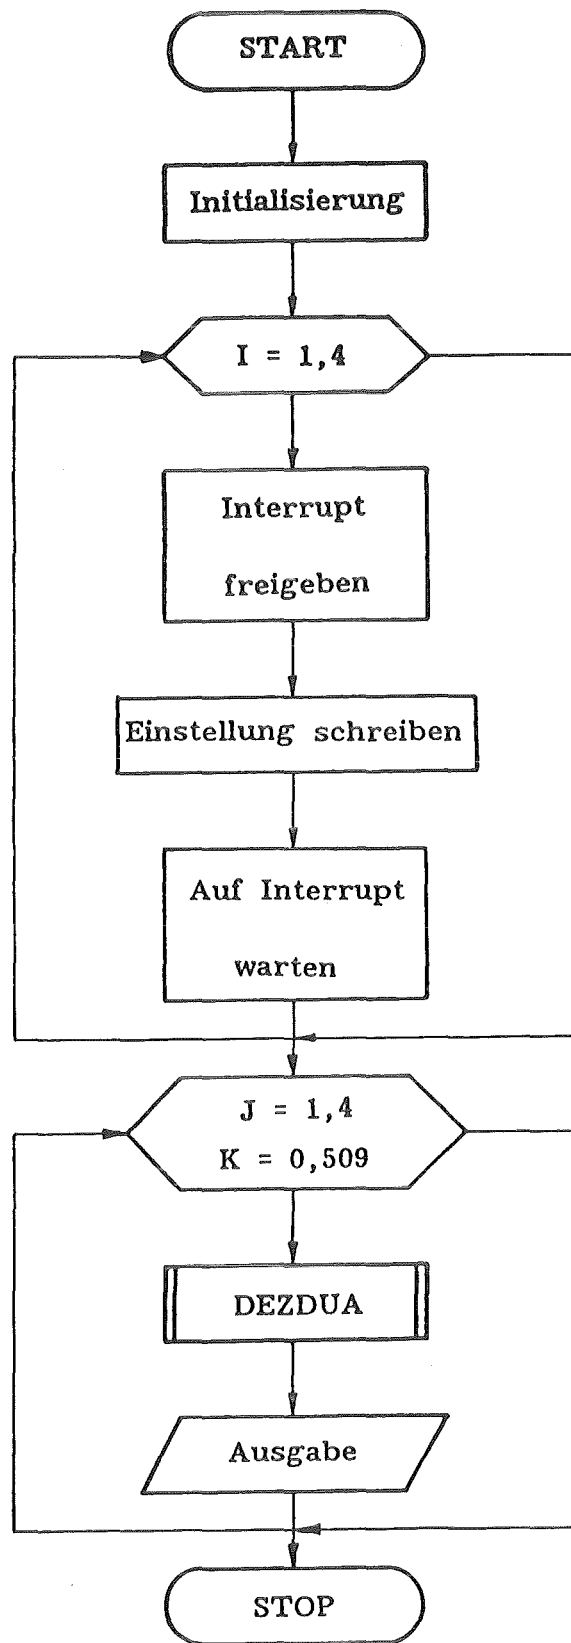 START
Initialisierung
I = 1,4
Interrupt
freigeben
Einstellung schreiben
Auf Interrupt
warten
J = 1,4
K = 0,509
DEZDUA
Ausgabe
STOP